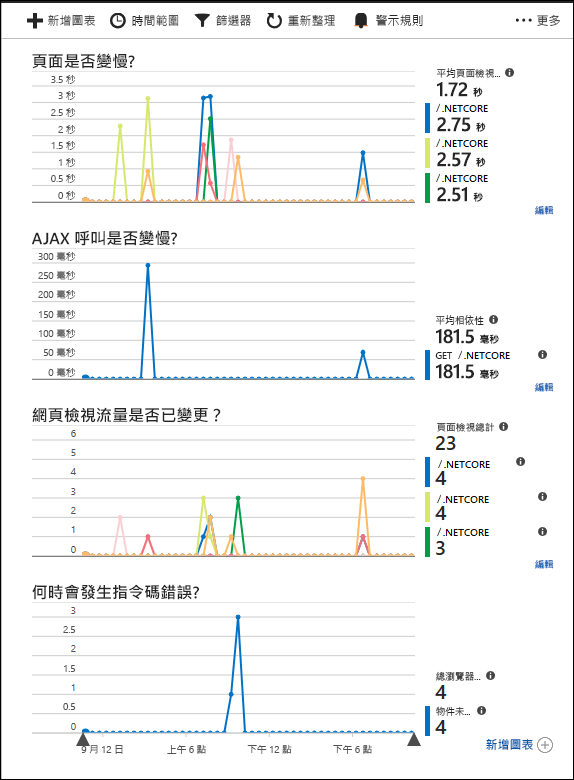 新增圖表 時間範圍 篩選器 重新整理 警示規則 更多
頁面是否變慢?
3.5 秒
3 秒
2.5 秒
2 秒
1.5 秒
1 秒
0.5 秒
0 秒
平均頁面檢視...
1.72 秒
/ .NETCORE
2.75 秒
/ .NETCORE
2.57 秒
/ .NETCORE
2.51 秒
編輯
AJAX 呼叫是否變慢?
300 毫秒
250 毫秒
200 毫秒
150 毫秒
100 毫秒
50 毫秒
0 毫秒
平均相依性
181.5 毫秒
GET / .NETCORE
181.5 毫秒
編輯
網頁檢視流量是否已變更？
6
5
4
3
2
1
0
頁面檢視總計
23
/ .NETCORE
4
/ .NETCORE
4
/ .NETCORE
3
編輯
何時會發生指令碼錯誤?
3
2.5
2
1.5
1
0.5
0
9 月 12 日 上午 6 點 下午 12 點 下午 6 點
總瀏覽器...
4
物件未...
4
新增圖表